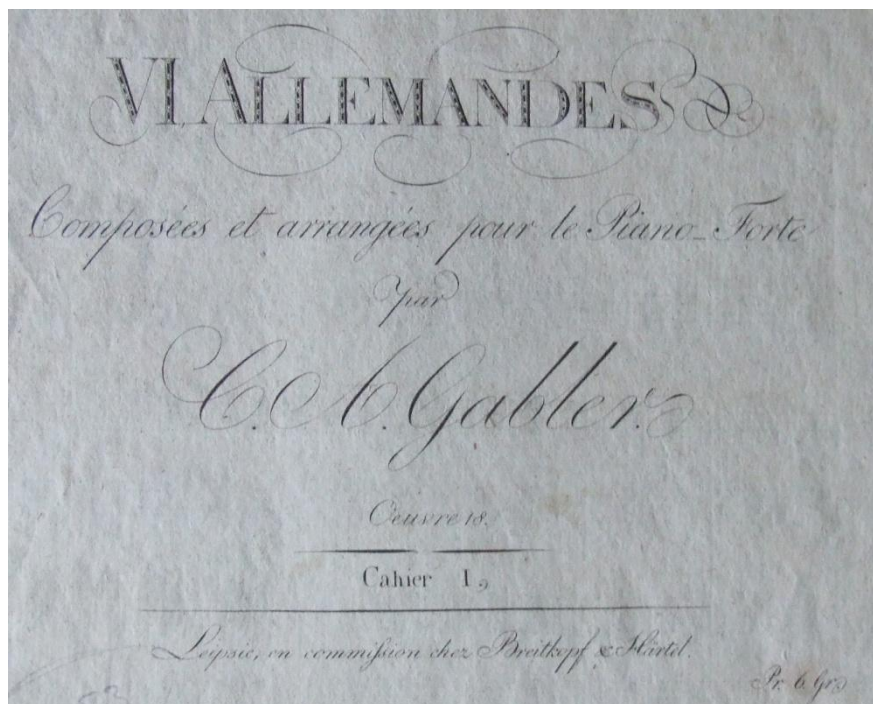 VI ALLEMANDES
Composées et arrangées pour le Piano-Forte
par
C. A. Gabler.
Oeuvre 18.
Cahier I
Leipsic, en commiſsion chez Breitkopf & Härtel.
Pr. 6 Gr.